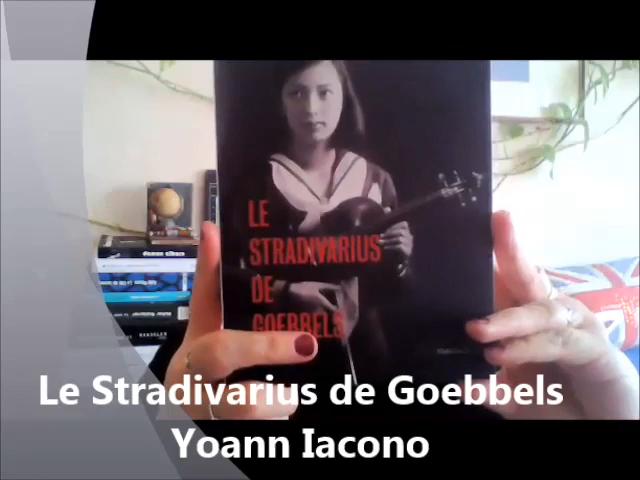 LE
STRADIVARIUS
DE
GOEBBELS
Le Stradivarius de Goebbels
Yoann Iacono